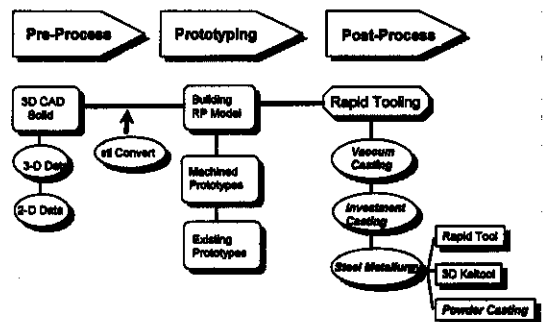 Pre-Process
Prototyping
Post-Process
3D CAD
Solid
Building
RP Model
Rapid Tooling
stl Convert
3-D Data
2-D Data
Machined
Prototypes
Existing
Prototypes
Vacuum
Casting
Investment
Casting
Steel Metallurgy
Rapid Tool
3D Keltool
Powder Casting